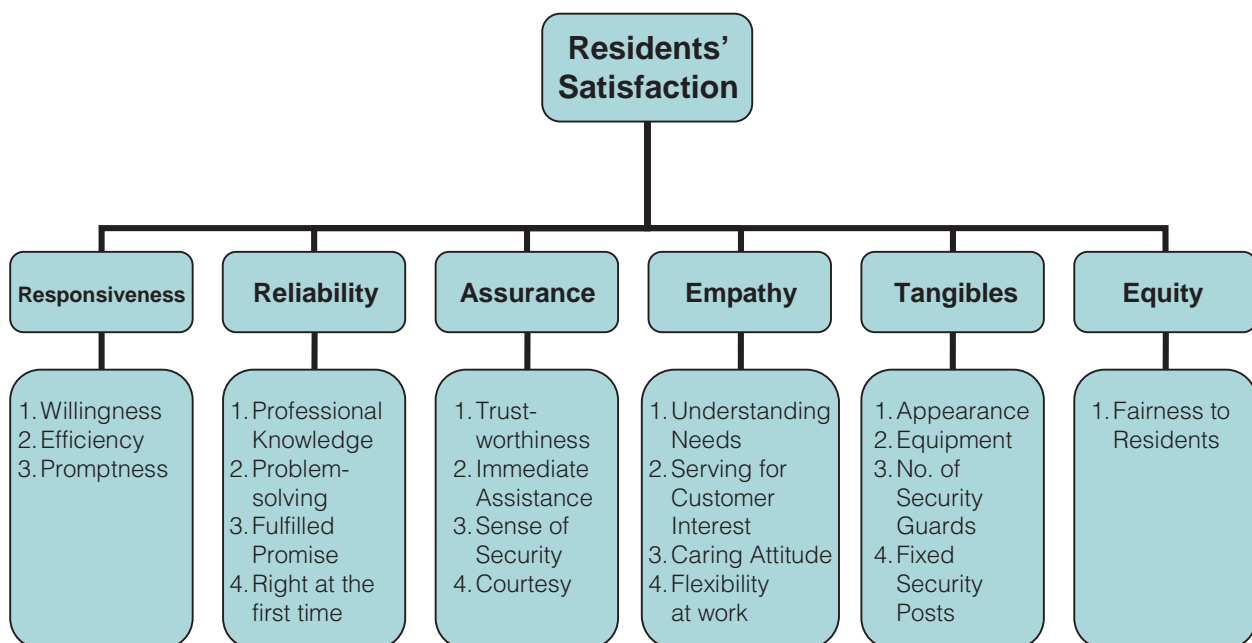 Residents’
Satisfaction
Responsiveness
Reliability
Assurance
Empathy
Tangibles
Equity
1. Willingness
2. Efficiency
3. Promptness
1. Professional
Knowledge
2. Problem-
solving
3. Fulfilled
Promise
4. Right at the
first time
1. Trust-
worthiness
2. Immediate
Assistance
3. Sense of
Security
4. Courtesy
1. Understanding
Needs
2. Serving for
Customer
Interest
3. Caring Attitude
4. Flexibility
at work
1. Appearance
2. Equipment
3. No. of
Security
Guards
4. Fixed
Security
Posts
1. Fairness to
Residents